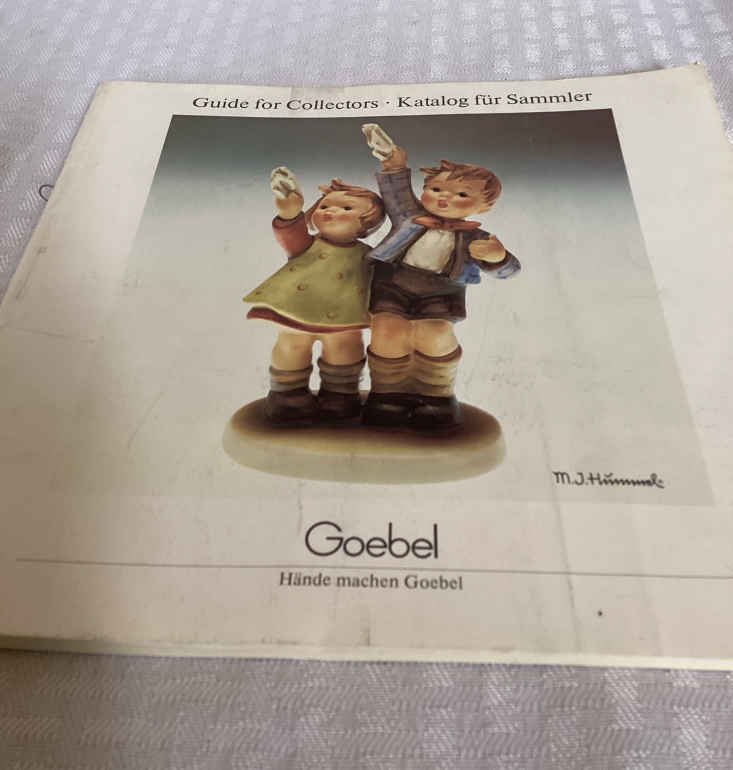 Guide for Collectors · Katalog für Sammler
M.J.Hummel
Goebel
Hände machen Goebel